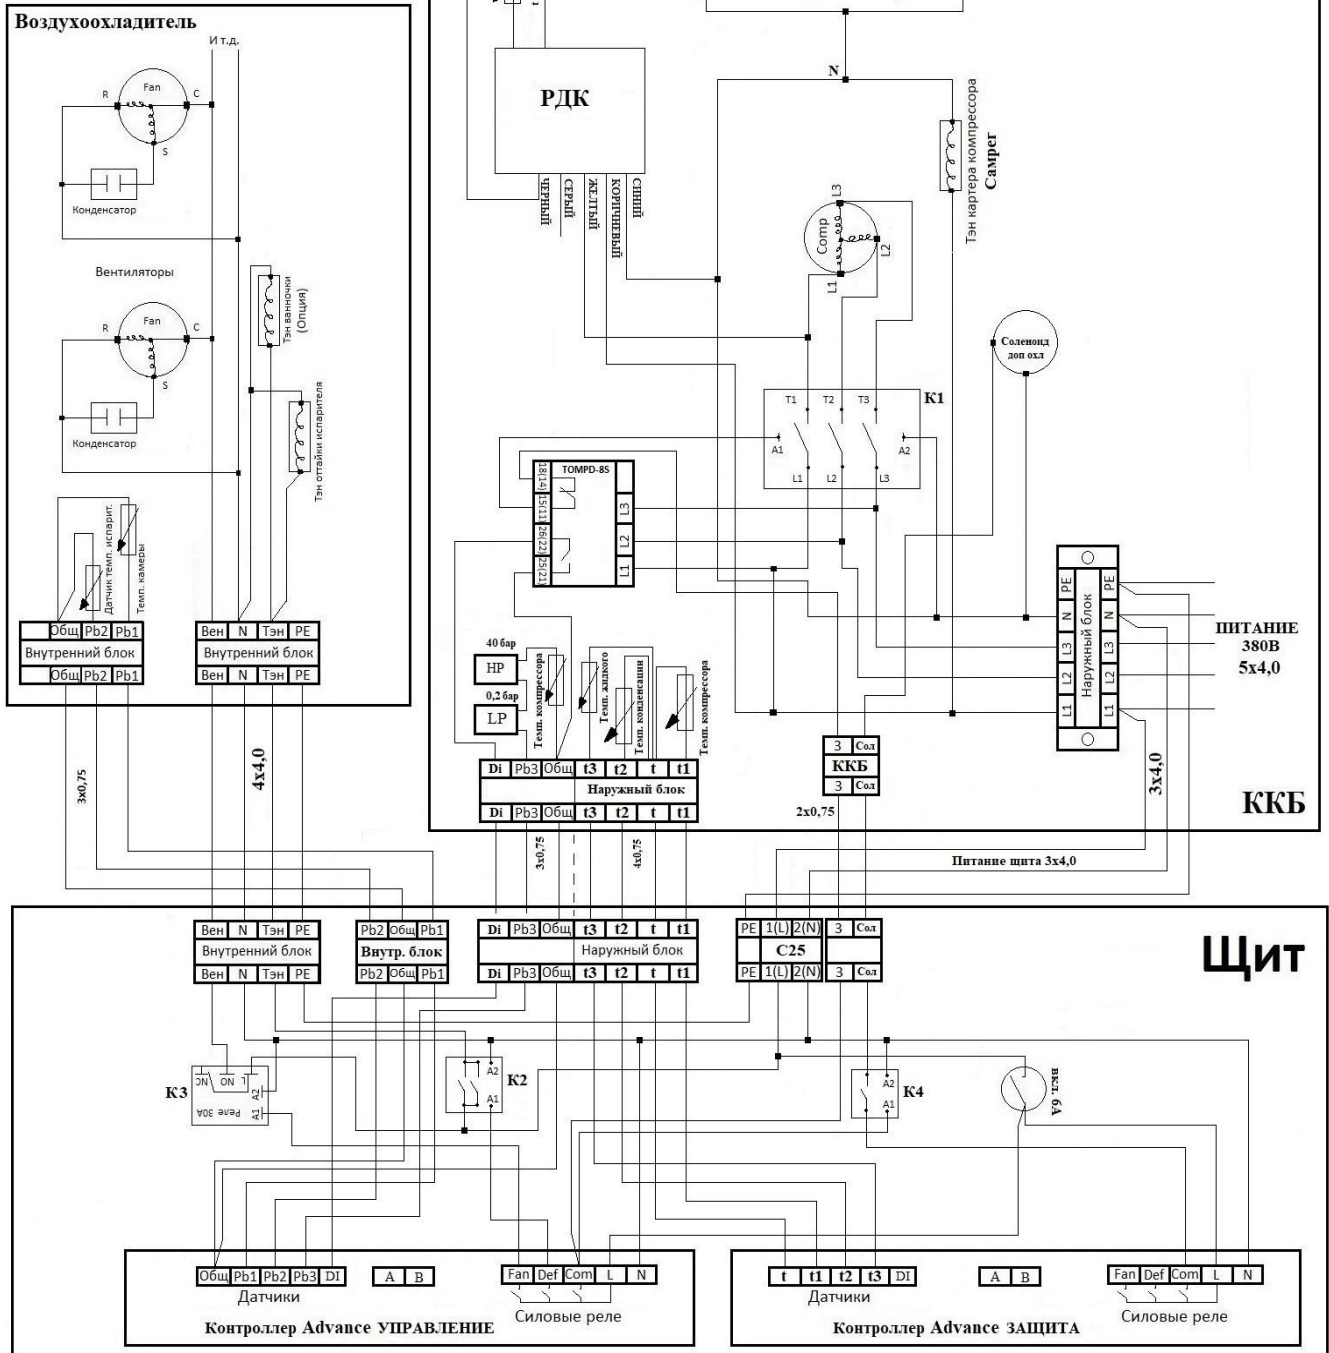 Воздухоохладитель
И т.д.
Fan
R
C
S
Конденсатор
Вентиляторы
Fan
R
C
S
Конденсатор
Тэн ванночки
(Опция)
Тэн оттайки испарителя
Датчик темп. испарит.
Темп. камеры
Общ Pb2 Pb1
Внутренний блок
Общ Pb2 Pb1
Вен N Тэн PE
Внутренний блок
Вен N Тэн PE
3х0,75
4х4,0
РДК
ЧЕРНЫЙ
СЕРЫЙ
ЖЕЛТЫЙ
КОРИЧНЕВЫЙ
СИНИЙ
N
Тэн картера компрессора
Самрег
Comp
L3
L2
L1
Соленоид
доп охл
K1
T1 T2 T3
A1 A2
L1 L2 L3
TOMPD-8S
18(14)
15(11)
26(22)
25(21)
L3
L2
L1
40 бар
HP
0,2 бар
LP
Темп. компрессора
Темп. жидкого
Темп. конденсации
Темп. компрессора
Di Pb3 Общ t3 t2 t t1
Наружный блок
Di Pb3 Общ t3 t2 t t1
3х0,75
4х0,75
3 Сол
ККБ
3 Сол
2х0,75
PE PE
N N
L3 L3
L2 L2
L1 L1
Наружный блок
ПИТАНИЕ
380В
5х4,0
3х4,0
ККБ
Питание щита 3х4,0
Щит
Вен N Тэн PE
Внутренний блок
Вен N Тэн PE
Pb2 Общ Pb1
Внутр. блок
Pb2 Общ Pb1
Di Pb3 Общ t3 t2 t t1
Наружный блок
Di Pb3 Общ t3 t2 t t1
PE 1(L) 2(N)
C25
PE 1(L) 2(N)
3 Сол
3 Сол
К3
NC NO L
A2
A1
Реле 30А
К2
A2
A1
К4
A2
A1
вкл. 6А
Общ Pb1 Pb2 Pb3 DI
Датчики
A B
Fan Def Com L N
Силовые реле
Контроллер Advance УПРАВЛЕНИЕ
t t1 t2 t3 DI
Датчики
A B
Fan Def Com L N
Силовые реле
Контроллер Advance ЗАЩИТА